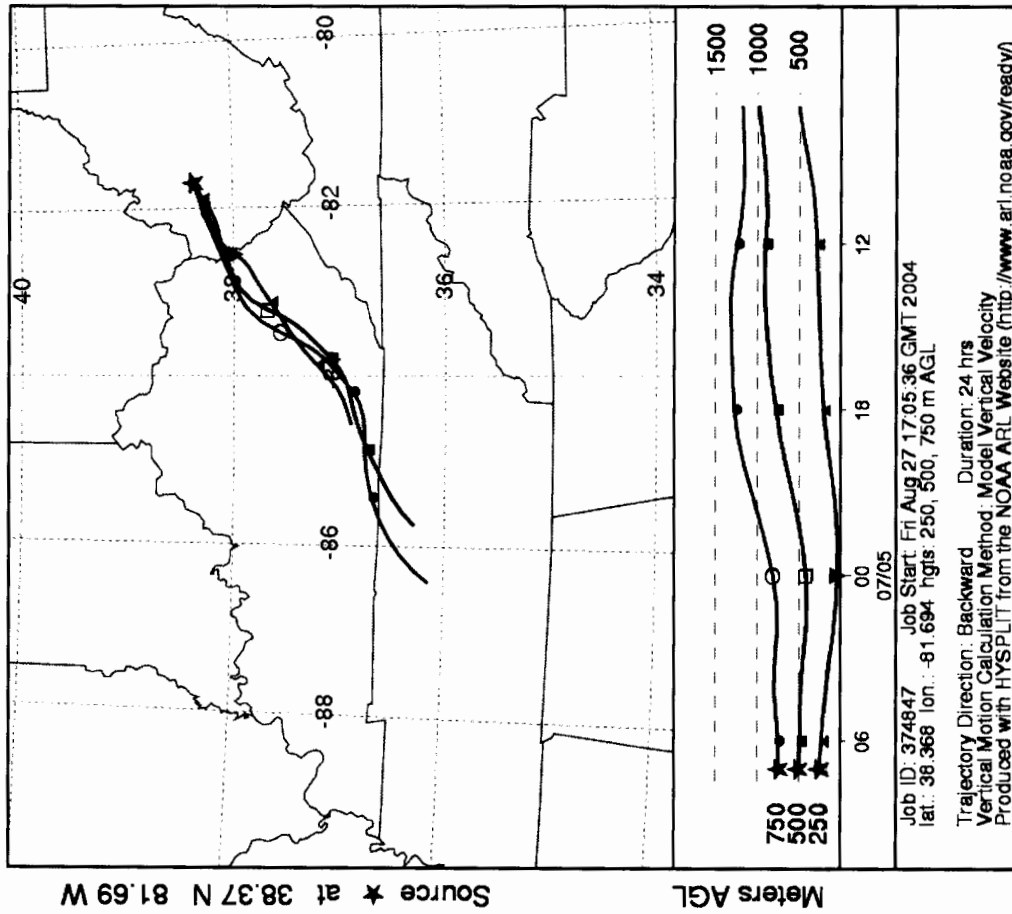 Source ★ at 38.37 N 81.69 W
40
38
36
34
-88
-86
-82
-80
Meters AGL
1500
1000
500
750
500
250
06
00
18
12
07/05
Job ID: 374847 Job Start: Fri Aug 27 17:05:36 GMT 2004
lat.: 38.368 lon.: -81.694 hgts: 250, 500, 750 m AGL
Trajectory Direction: Backward Duration: 24 hrs
Vertical Motion Calculation Method: Model Vertical Velocity
Produced with HYSPLIT from the NOAA ARL Website (http://www.arl.noaa.gov/ready/)